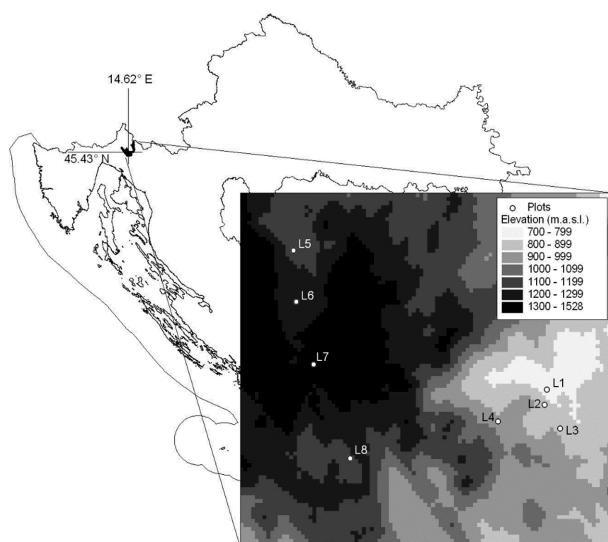 14.62° E
45.43° N
Plots
Elevation (m.a.s.l.)
700 - 799
800 - 899
900 - 999
1000 - 1099
1100 - 1199
1200 - 1299
1300 - 1528
L5
L6
L7
L1
L2
L4
L3
L8